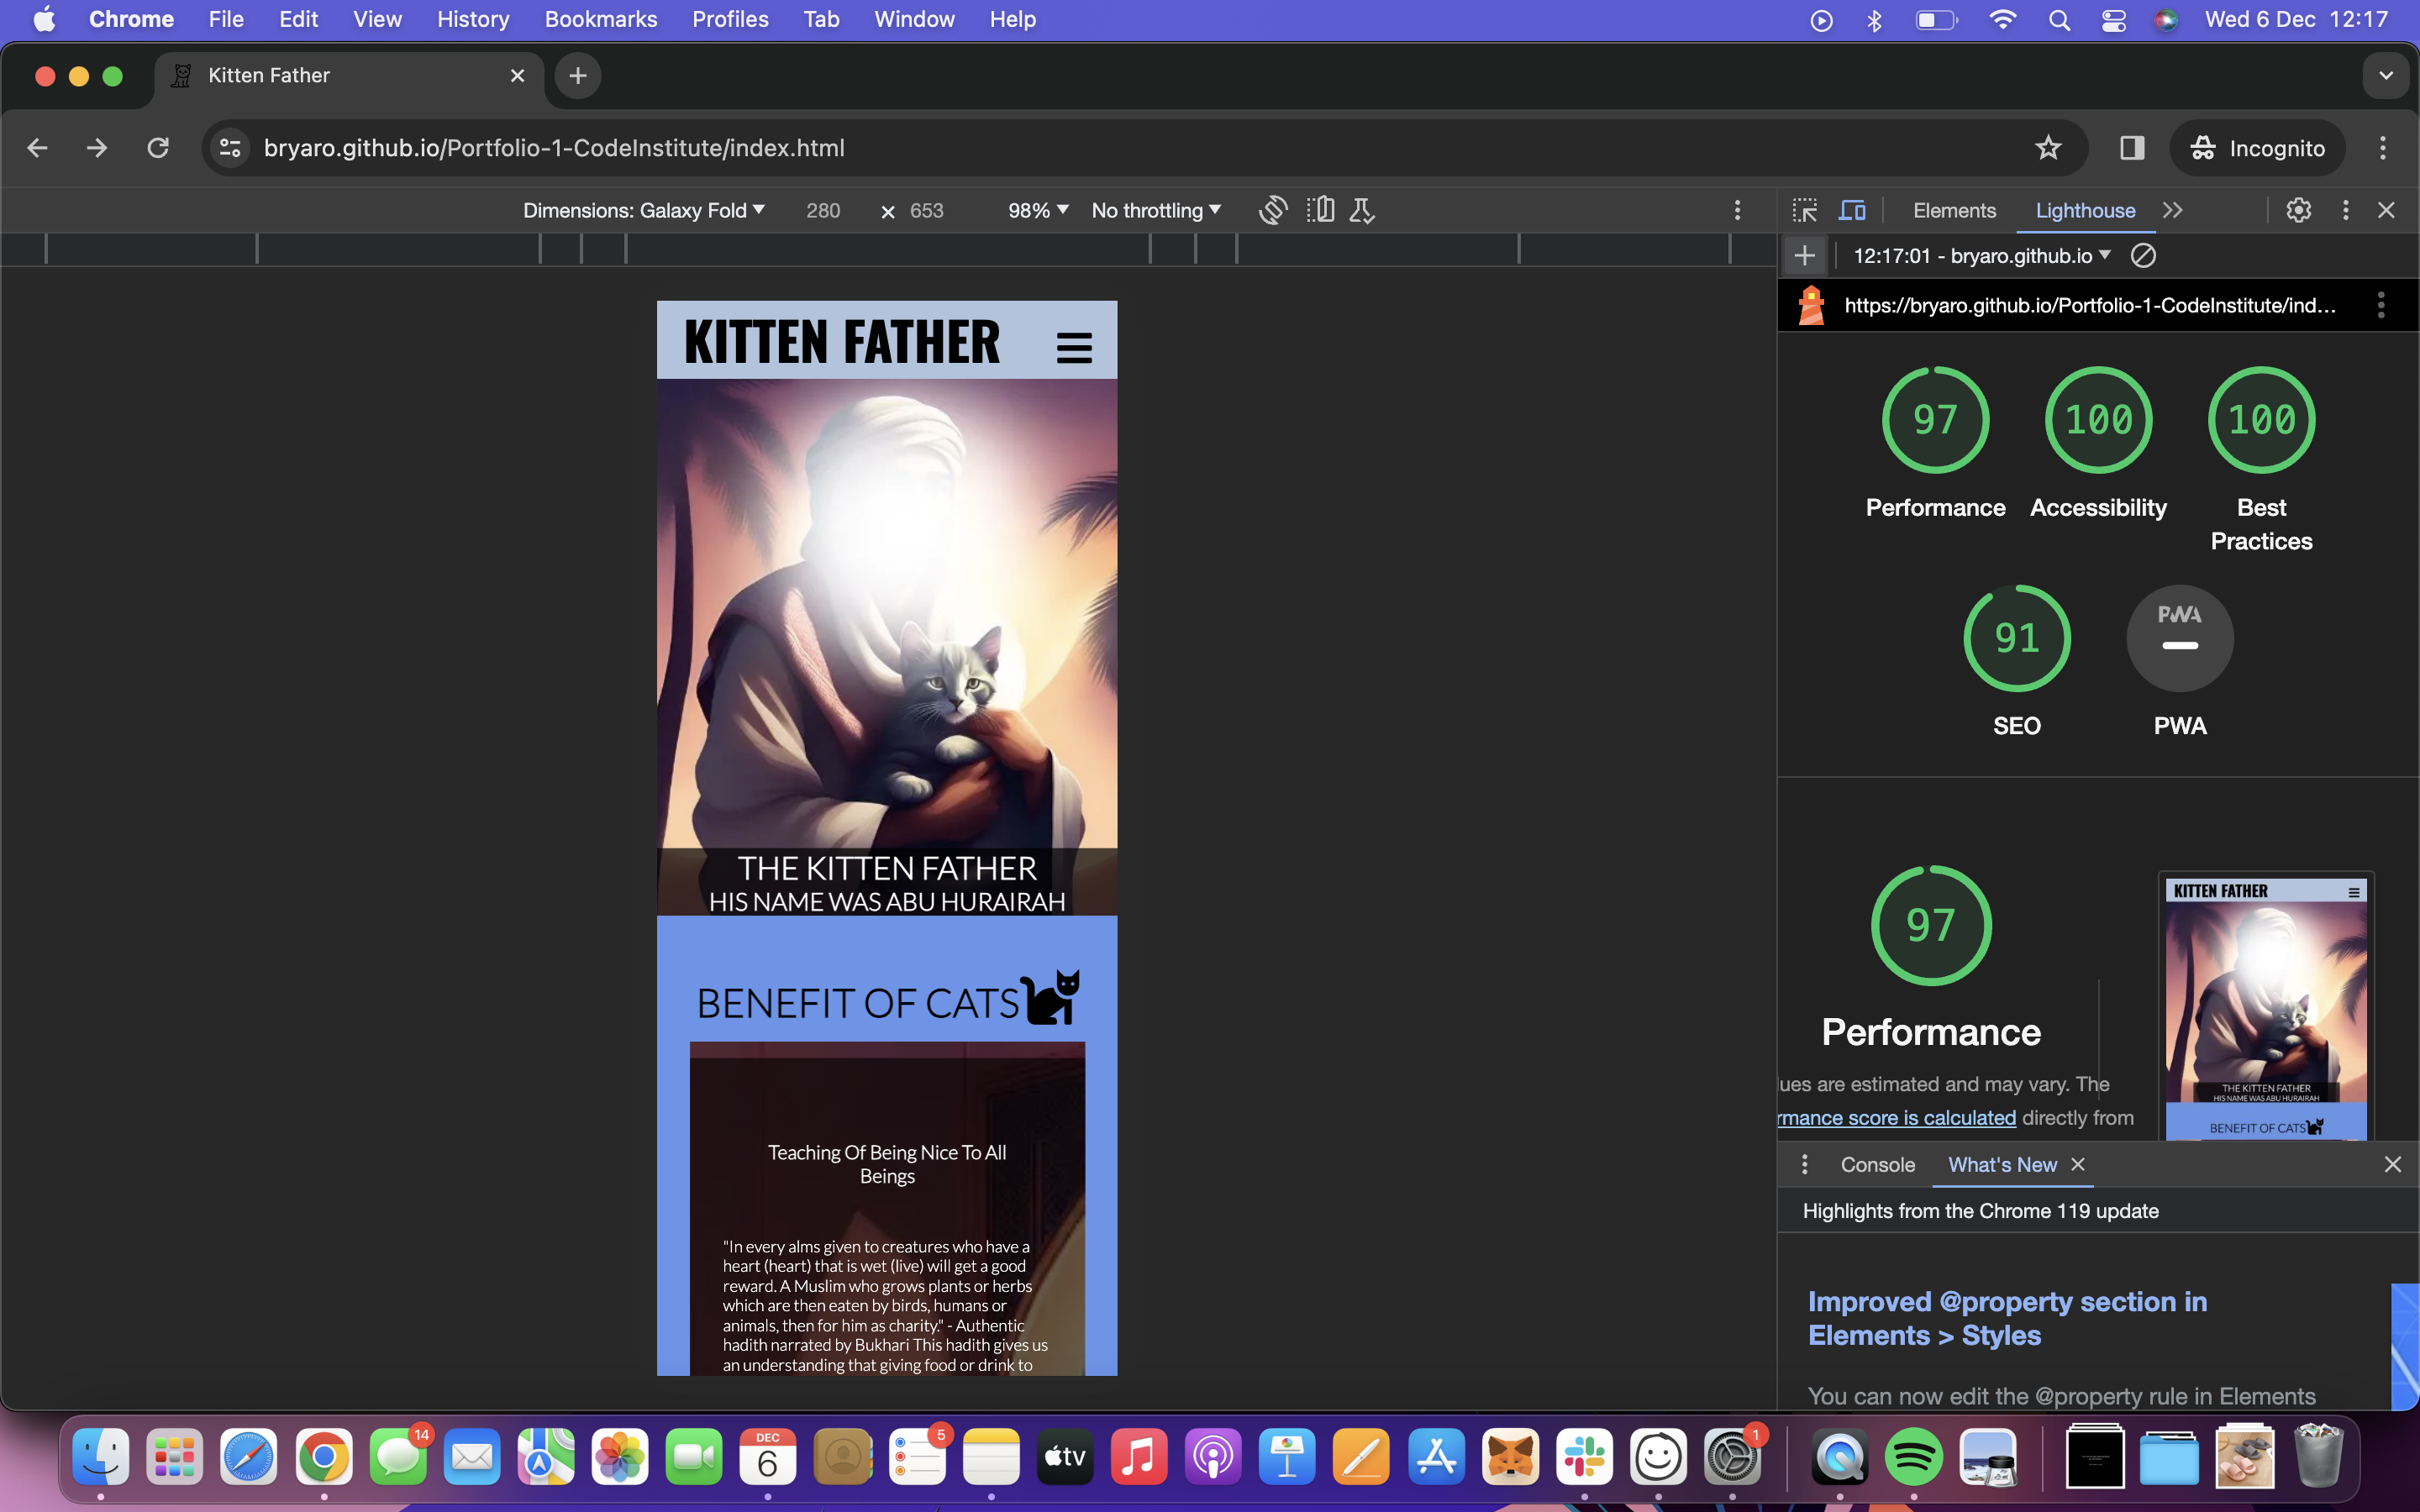 Chrome File Edit View History Bookmarks Profiles Tab Window Help Wed 6 Dec 12:17
Kitten Father
bryaro.github.io/Portfolio-1-CodeInstitute/index.html Incognito
Dimensions: Galaxy Fold 280 × 653 98% No throttling Elements Lighthouse
12:17:01 - bryaro.github.io
https://bryaro.github.io/Portfolio-1-CodeInstitute/ind...
KITTEN FATHER
THE KITTEN FATHER
HIS NAME WAS ABU HURAIRAH
BENEFIT OF CATS
Teaching Of Being Nice To All
Beings
"In every alms given to creatures who have a
heart (heart) that is wet (live) will get a good
reward. A Muslim who grows plants or herbs
which are then eaten by birds, humans or
animals, then for him as charity." - Authentic
hadith narrated by Bukhari This hadith gives us
an understanding that giving food or drink to
97 100 100
Performance Accessibility Best
Practices
91 PWA
SEO PWA
97
Performance
lues are estimated and may vary. The
rmance score is calculated directly from
KITTEN FATHER
THE KITTEN FATHER
HIS NAME WAS ABU HURAIRAH
BENEFIT OF CATS
Console What's New
Highlights from the Chrome 119 update
Improved @property section in
Elements > Styles
You can now edit the @property rule in Elements
14 DEC 6 5 tv 1